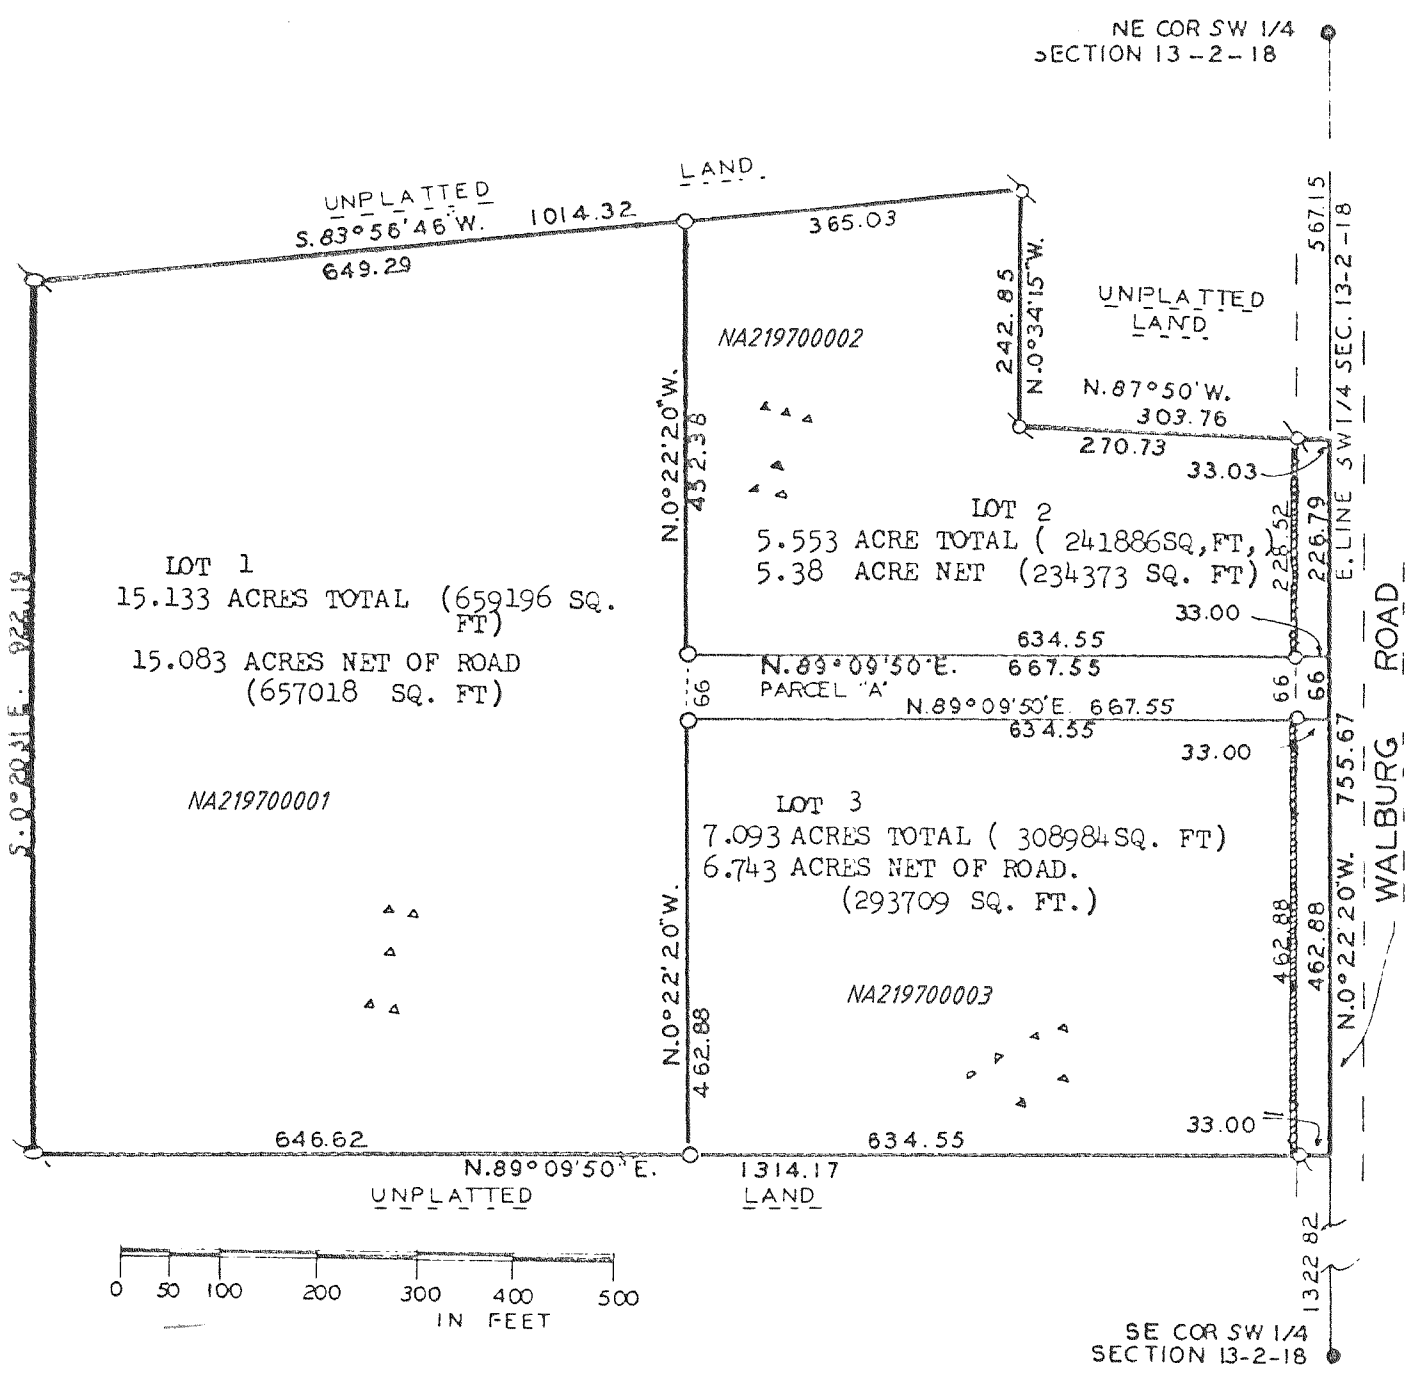 NE COR SW 1/4
SECTION 13-2-18
UNPLATTED LAND
S. 83°56'46"W. 1014.32
649.29
365.03
567.15
E. LINE SW 1/4 SEC. 13-2-18
242.85
N.0°34'15"W.
UNPLATTED
LAND
NA219700002
N.87°50'W.
303.76
270.73
33.03
N.0°22'20"W.
452.38
LOT 2
5.553 ACRE TOTAL ( 241886SQ,FT,)
5.38 ACRE NET (234373 SQ. FT)
226.79
33.00
LOT 1
15.133 ACRES TOTAL (659196 SQ.
FT)
15.083 ACRES NET OF ROAD
(657018 SQ. FT)
922.19
634.55
N.89°09'50"E. 667.55
PARCEL "A"
66
66
66
N.89°09'50"E. 667.55
634.55
33.00
NA219700001
LOT 3
7.093 ACRES TOTAL ( 308984SQ. FT)
6.743 ACRES NET OF ROAD.
(293709 SQ. FT.)
NA219700003
N.0°22'20"W.
462.88
462.88
462.88
N.0°22'20"W. 755.67
WALBURG ROAD
646.62
634.55
33.00
N.89°09'50"E. 1314.17
UNPLATTED LAND
0 50 100 200 300 400 500
IN FEET
1322.82
SE COR SW 1/4
SECTION 13-2-18